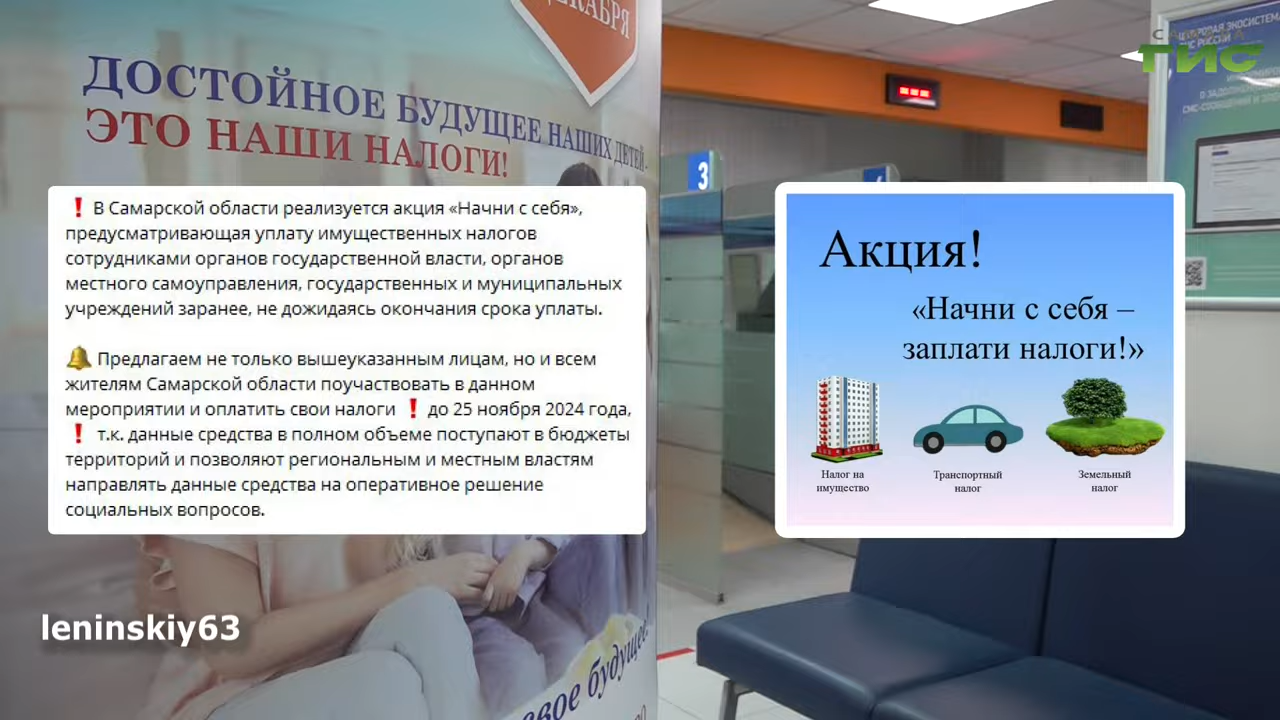 ДЕКАБРЯ
ДОСТОЙНОЕ БУДУЩЕЕ НАШИХ ДЕТЕЙ -
ЭТО НАШИ НАЛОГИ!
❗ В Самарской области реализуется акция «Начни с себя»,
предусматривающая уплату имущественных налогов
сотрудниками органов государственной власти, органов
местного самоуправления, государственных и муниципальных
учреждений заранее, не дожидаясь окончания срока уплаты.
🔔 Предлагаем не только вышеуказанным лицам, но и всем
жителям Самарской области поучаствовать в данном
мероприятии и оплатить свои налоги ❗ до 25 ноября 2024 года,
❗ т.к. данные средства в полном объеме поступают в бюджеты
территорий и позволяют региональным и местным властям
направлять данные средства на оперативное решение
социальных вопросов.
leninskiy63
будущее!
3
Акция!
«Начни с себя –
заплати налоги!»
Налог на
имущество
Транспортный
налог
Земельный
налог
САМАРА
ГИС